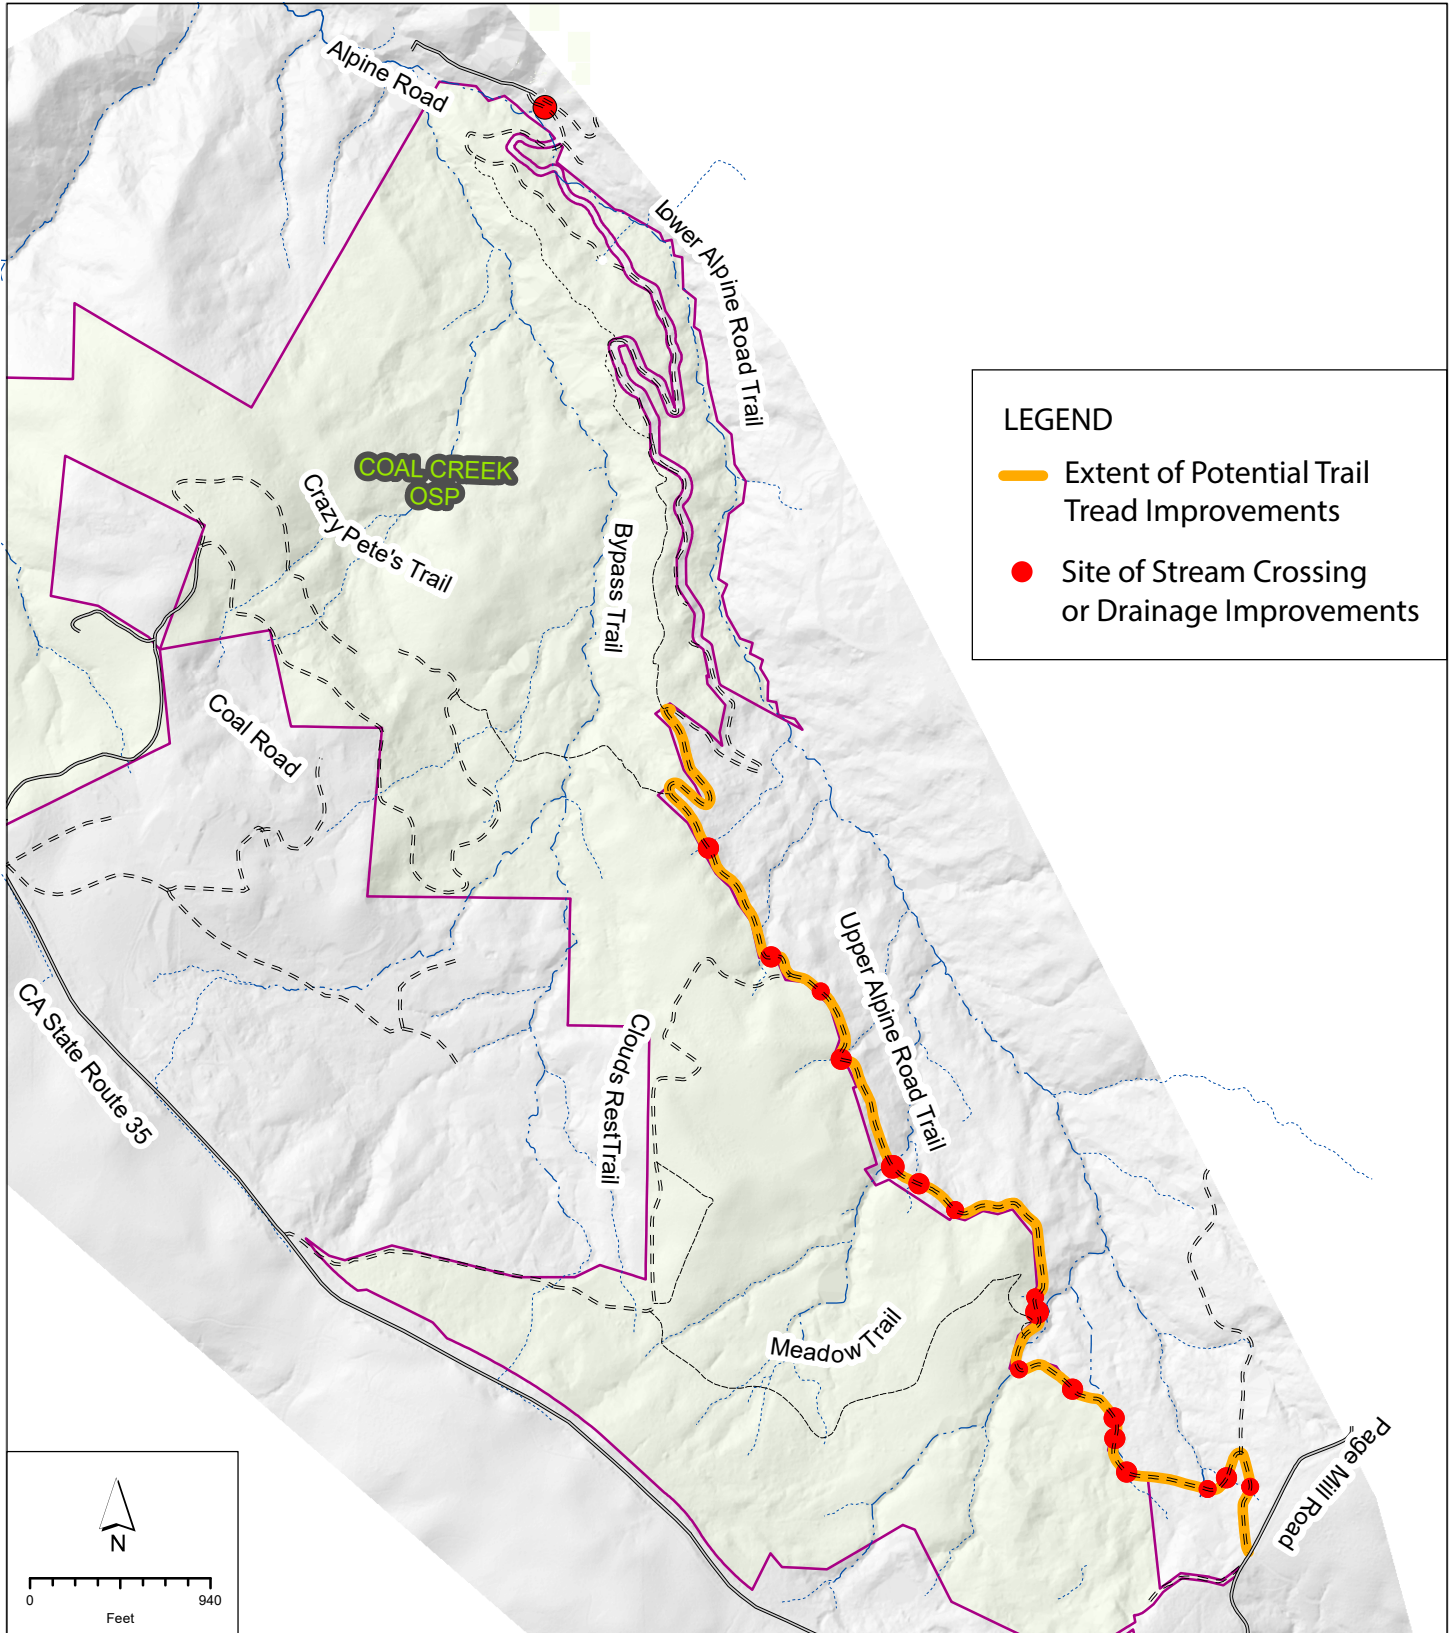 Alpine Road
Lower Alpine Road Trail
LEGEND
Extent of Potential Trail
Tread Improvements
Site of Stream Crossing
or Drainage Improvements
COAL CREEK
OSP
Crazy Pete's Trail
Bypass Trail
Coal Road
Upper Alpine Road Trail
CA State Route 35
Clouds RestTrail
Meadow Trail
Page Mill Road
N
0 940
Feet